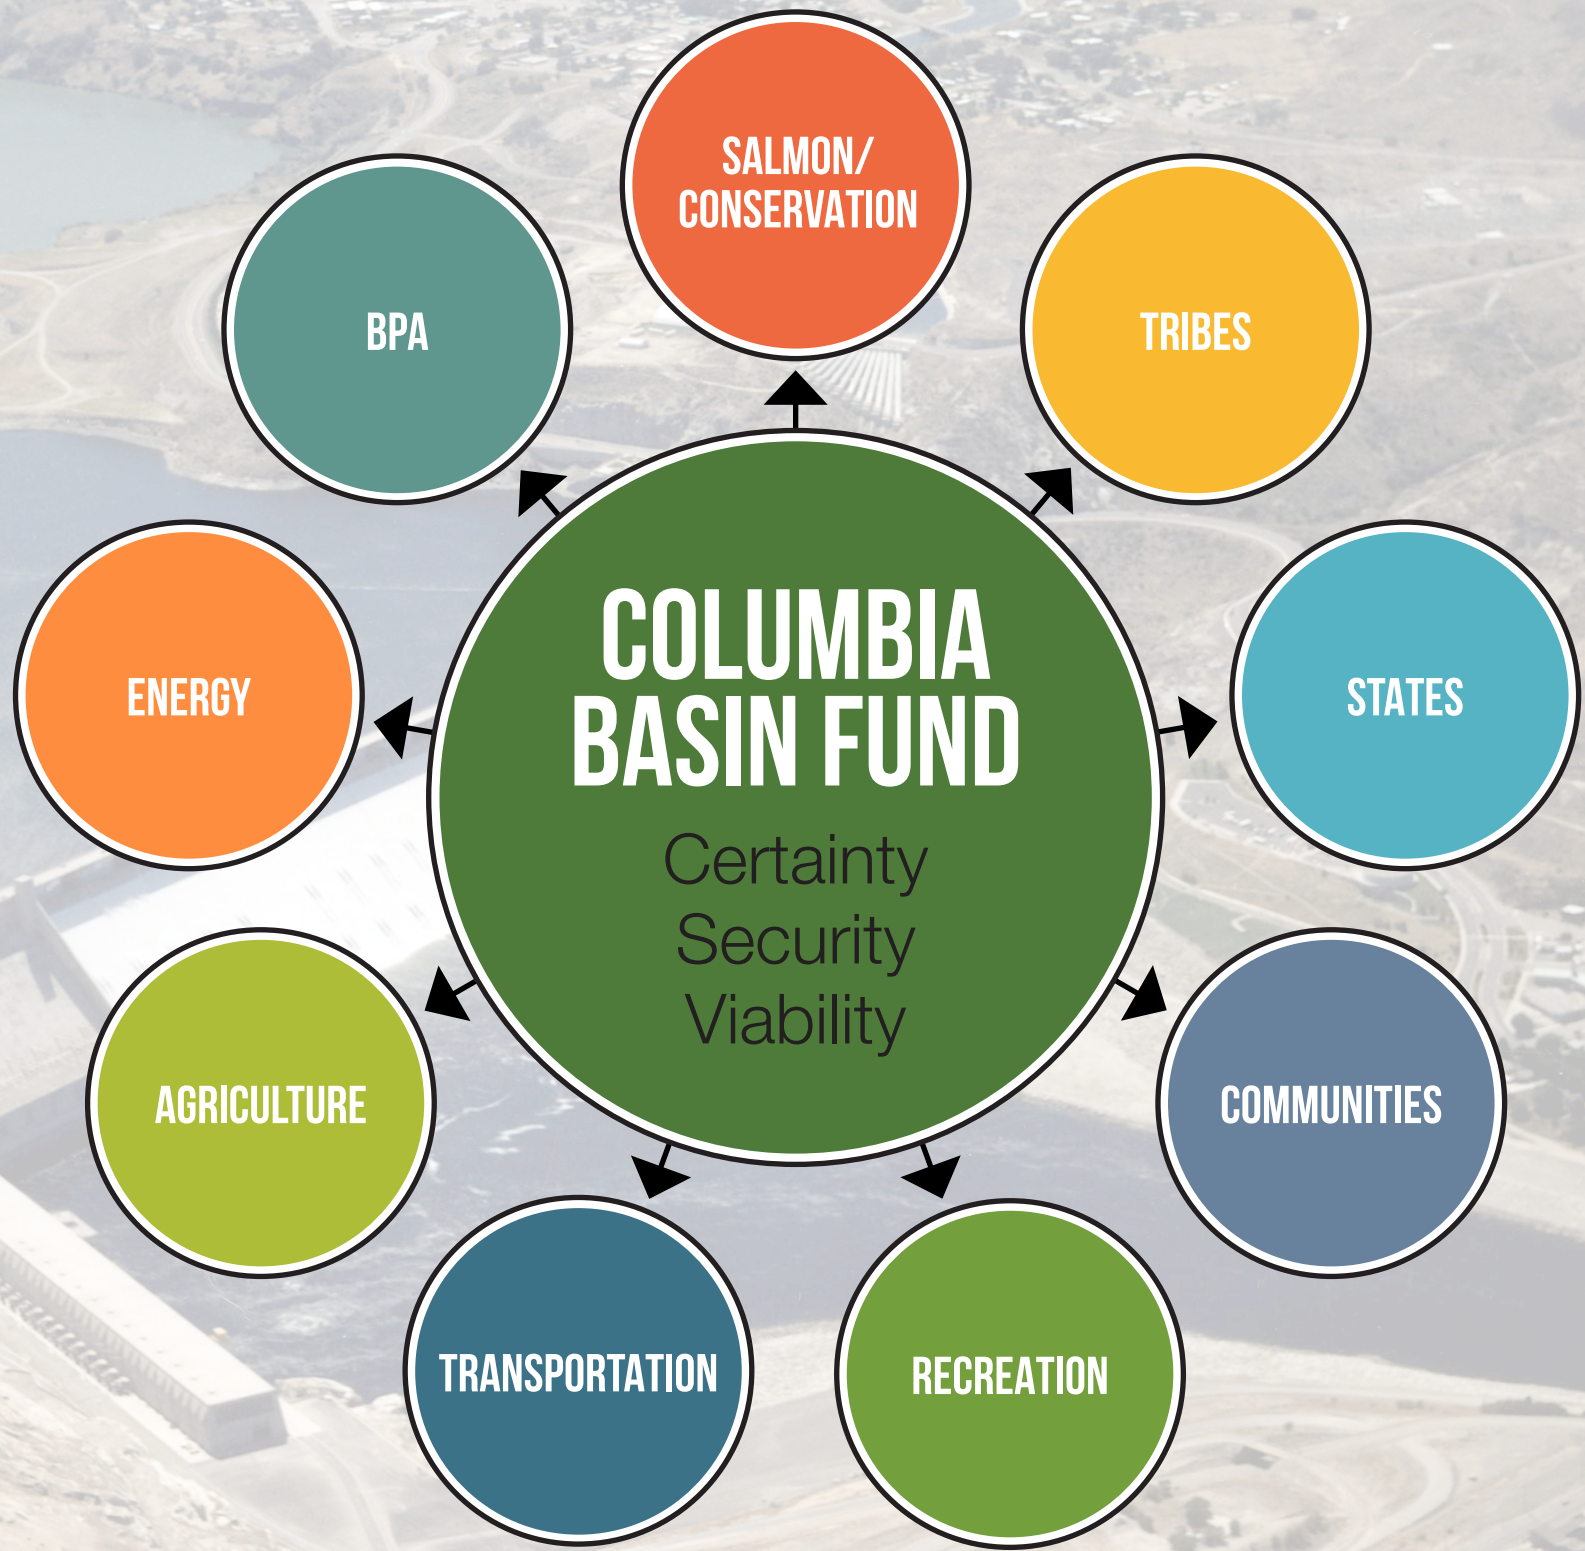 SALMON/
CONSERVATION
BPA
TRIBES
ENERGY
COLUMBIA
BASIN FUND
Certainty
Security
Viability
STATES
AGRICULTURE
COMMUNITIES
TRANSPORTATION
RECREATION